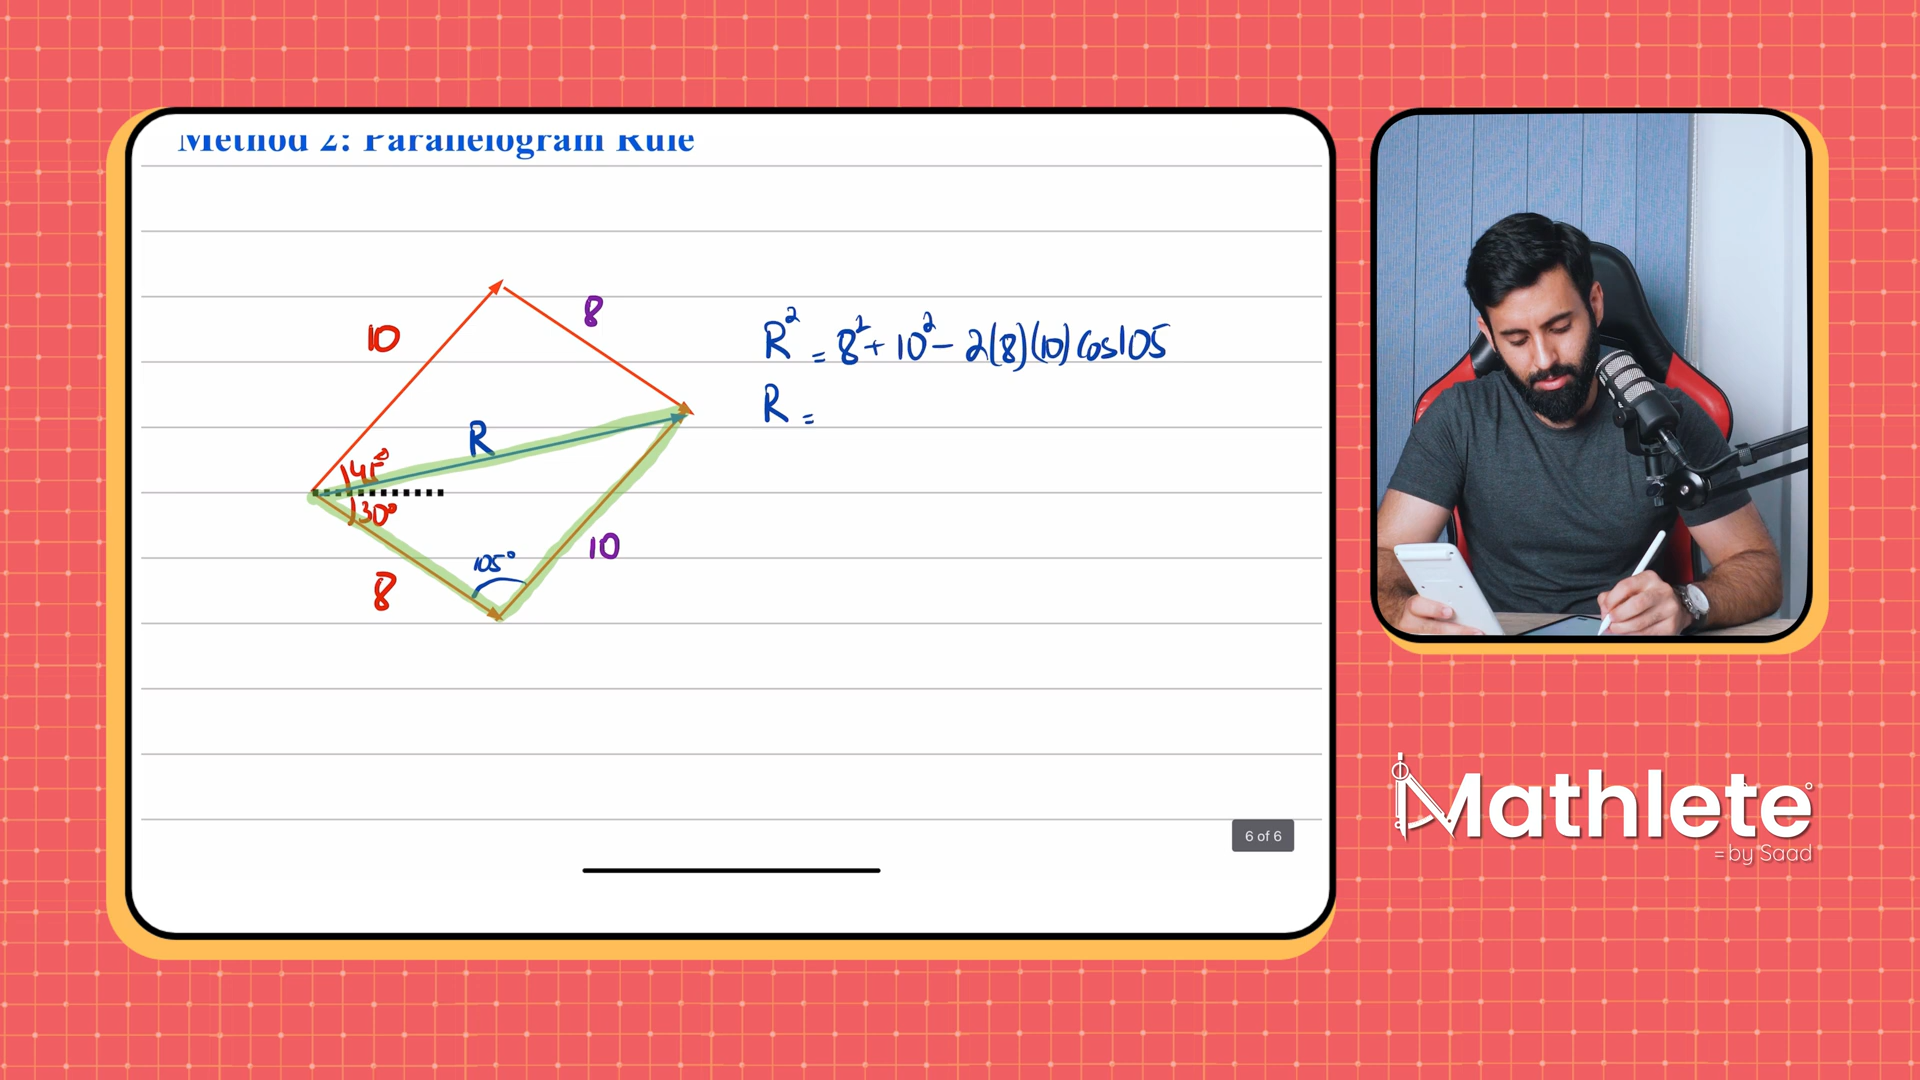 Method 2: Parallelogram Rule
10
8
R² = 8² + 10² - 2(8)(10) Cos105
R =
R
45°
30°
105°
10
8
6 of 6
Mathlete
= by Saad